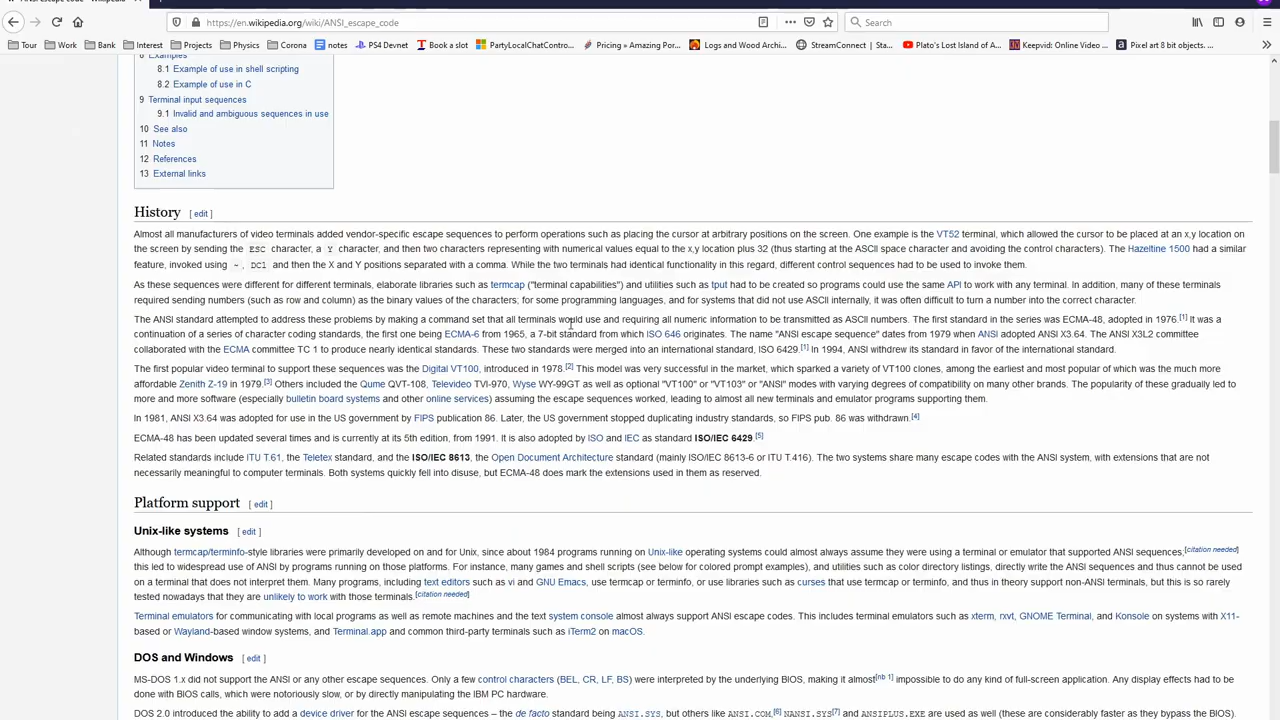 https://en.wikipedia.org/wiki/ANSI_escape_code
Search
Tour Work Bank Interest Projects Physics Corona notes PS4 Devnet Book a slot PartyLocalChatContro... Pricing » Amazing Por... Logs and Wood Archi... StreamConnect | Sta... Plato's Lost Island of A... Keepvid: Online Video ... Pixel art 8 bit objects. ...
8 Examples
8.1 Example of use in shell scripting
8.2 Example of use in C
9 Terminal input sequences
9.1 Invalid and ambiguous sequences in use
10 See also
11 Notes
12 References
13 External links
History [ edit ]
Almost all manufacturers of video terminals added vendor-specific escape sequences to perform operations such as placing the cursor at arbitrary positions on the screen. One example is the VT52 terminal, which allowed the cursor to be placed at an x,y location on
the screen by sending the ESC character, a Y character, and then two characters representing with numerical values equal to the x,y location plus 32 (thus starting at the ASCII space character and avoiding the control characters). The Hazeltine 1500 had a similar
feature, invoked using ~, DC1 and then the X and Y positions separated with a comma. While the two terminals had identical functionality in this regard, different control sequences had to be used to invoke them.
As these sequences were different for different terminals, elaborate libraries such as termcap ("terminal capabilities") and utilities such as tput had to be created so programs could use the same API to work with any terminal. In addition, many of these terminals
required sending numbers (such as row and column) as the binary values of the characters; for some programming languages, and for systems that did not use ASCII internally, it was often difficult to turn a number into the correct character.
The ANSI standard attempted to address these problems by making a command set that all terminals would use and requiring all numeric information to be transmitted as ASCII numbers. The first standard in the series was ECMA-48, adopted in 1976.[1] It was a
continuation of a series of character coding standards, the first one being ECMA-6 from 1965, a 7-bit standard from which ISO 646 originates. The name "ANSI escape sequence" dates from 1979 when ANSI adopted ANSI X3.64. The ANSI X3L2 committee
collaborated with the ECMA committee TC 1 to produce nearly identical standards. These two standards were merged into an international standard, ISO 6429.[1] In 1994, ANSI withdrew its standard in favor of the international standard.
The first popular video terminal to support these sequences was the Digital VT100, introduced in 1978.[2] This model was very successful in the market, which sparked a variety of VT100 clones, among the earliest and most popular of which was the much more
affordable Zenith Z-19 in 1979.[3] Others included the Qume QVT-108, Televideo TVI-970, Wyse WY-99GT as well as optional "VT100" or "VT103" or "ANSI" modes with varying degrees of compatibility on many other brands. The popularity of these gradually led to
more and more software (especially bulletin board systems and other online services) assuming the escape sequences worked, leading to almost all new terminals and emulator programs supporting them.
In 1981, ANSI X3.64 was adopted for use in the US government by FIPS publication 86. Later, the US government stopped duplicating industry standards, so FIPS pub. 86 was withdrawn.[4]
ECMA-48 has been updated several times and is currently at its 5th edition, from 1991. It is also adopted by ISO and IEC as standard ISO/IEC 6429.[5]
Related standards include ITU T.61, the Teletex standard, and the ISO/IEC 8613, the Open Document Architecture standard (mainly ISO/IEC 8613-6 or ITU T.416). The two systems share many escape codes with the ANSI system, with extensions that are not
necessarily meaningful to computer terminals. Both systems quickly fell into disuse, but ECMA-48 does mark the extensions used in them as reserved.
Platform support [ edit ]
Unix-like systems [ edit ]
Although termcap/terminfo-style libraries were primarily developed on and for Unix, since about 1984 programs running on Unix-like operating systems could almost always assume they were using a terminal or emulator that supported ANSI sequences;[citation needed]
this led to widespread use of ANSI by programs running on those platforms. For instance, many games and shell scripts (see below for colored prompt examples), and utilities such as color directory listings, directly write the ANSI sequences and thus cannot be used
on a terminal that does not interpret them. Many programs, including text editors such as vi and GNU Emacs, use termcap or terminfo, or use libraries such as curses that use termcap or terminfo, and thus in theory support non-ANSI terminals, but this is so rarely
tested nowadays that they are unlikely to work with those terminals.[citation needed]
Terminal emulators for communicating with local programs as well as remote machines and the text system console almost always support ANSI escape codes. This includes terminal emulators such as xterm, rxvt, GNOME Terminal, and Konsole on systems with X11-
based or Wayland-based window systems, and Terminal.app and common third-party terminals such as iTerm2 on macOS.
DOS and Windows [ edit ]
MS-DOS 1.x did not support the ANSI or any other escape sequences. Only a few control characters (BEL, CR, LF, BS) were interpreted by the underlying BIOS, making it almost[nb 1] impossible to do any kind of full-screen application. Any display effects had to be
done with BIOS calls, which were notoriously slow, or by directly manipulating the IBM PC hardware.
DOS 2.0 introduced the ability to add a device driver for the ANSI escape sequences – the de facto standard being ANSI.SYS, but others like ANSI.COM,[6] NANSI.SYS[7] and ANSIPLUS.EXE are used as well (these are considerably faster as they bypass the BIOS).